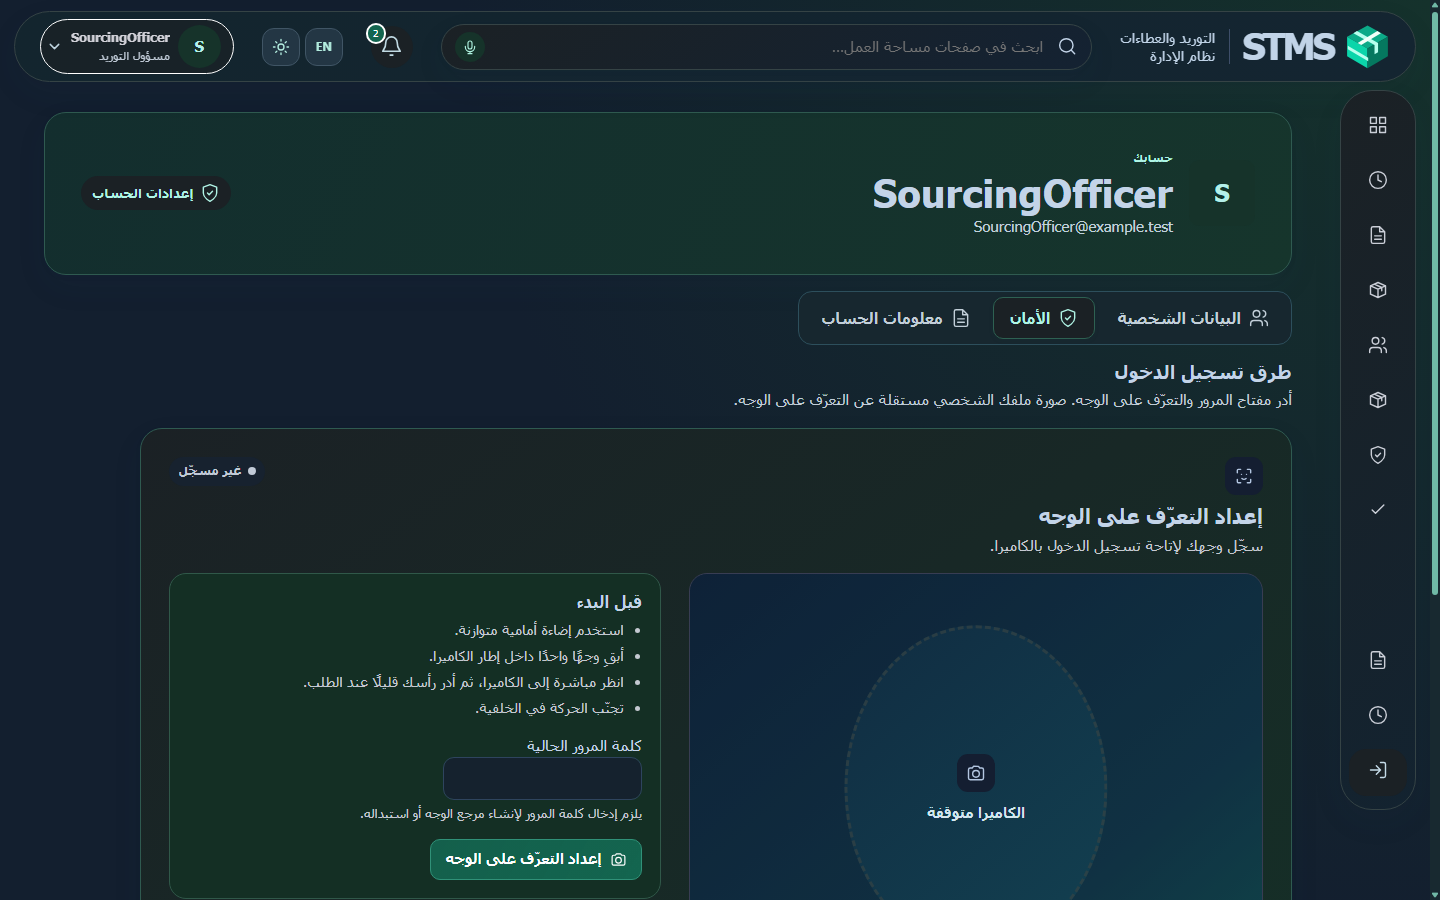 STMS
التوريد والعطاءات
نظام الإدارة
ابحث في صفحات مساحة العمل...
2
EN
SourcingOfficer
مسؤول التوريد
S
حسابك
SourcingOfficer
SourcingOfficer@example.test
S
إعدادات الحساب
البيانات الشخصية
الأمان
معلومات الحساب
طرق تسجيل الدخول
أدر مفتاح المرور والتعرّف على الوجه. صورة ملفك الشخصي مستقلة عن التعرّف على الوجه.
غير مسجّل
إعداد التعرّف على الوجه
سجّل وجهك لإتاحة تسجيل الدخول بالكاميرا.
الكاميرا متوقفة
قبل البدء
استخدم إضاءة أمامية متوازنة.
أبقِ وجهًا واحدًا داخل إطار الكاميرا.
انظر مباشرة إلى الكاميرا، ثم أدر رأسك قليلًا عند الطلب.
تجنّب الحركة في الخلفية.
كلمة المرور الحالية
يلزم إدخال كلمة المرور لإنشاء مرجع الوجه أو استبداله.
إعداد التعرّف على الوجه